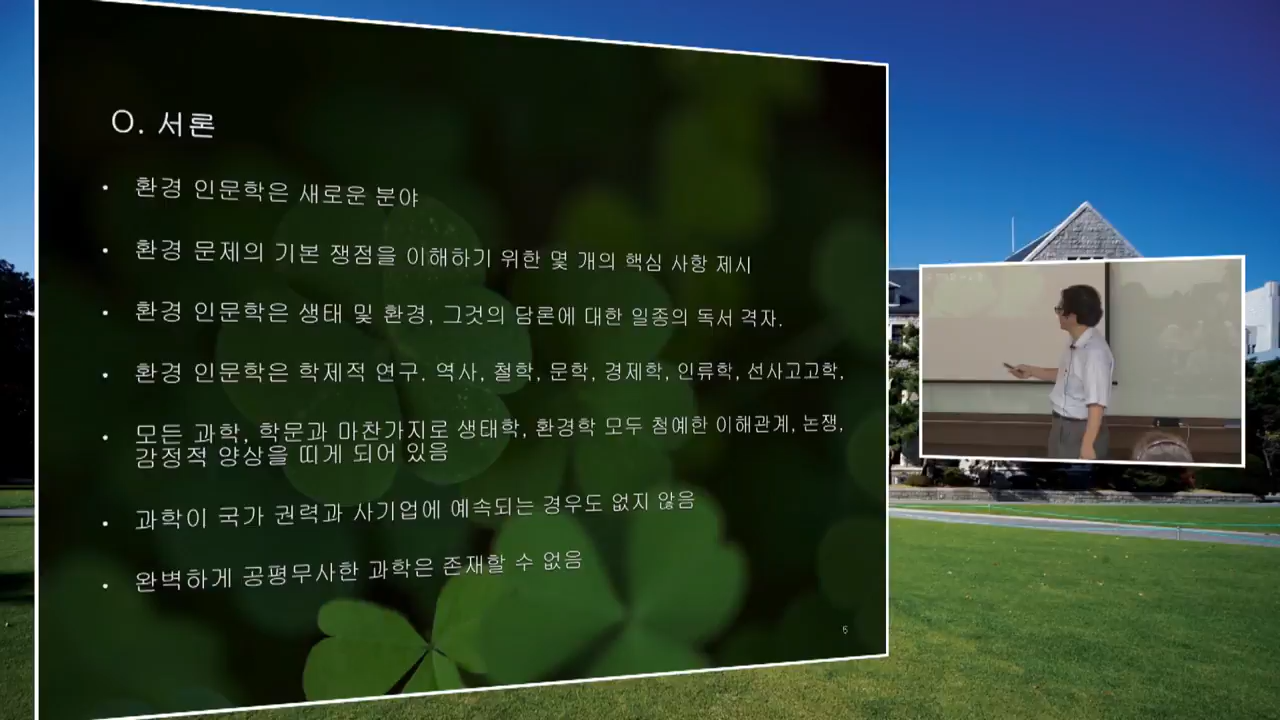 0. 서론
• 환경 인문학은 새로운 분야
• 환경 문제의 기본 쟁점을 이해하기 위한 몇 개의 핵심 사항 제시
• 환경 인문학은 생태 및 환경, 그것의 담론에 대한 일종의 독서 격자.
• 환경 인문학은 학제적 연구. 역사, 철학, 문학, 경제학, 인류학, 선사고고학,
• 모든 과학, 학문과 마찬가지로 생태학, 환경학 모두 첨예한 이해관계, 논쟁,
감정적 양상을 띠게 되어 있음
• 과학이 국가 권력과 사기업에 예속되는 경우도 없지 않음
• 완벽하게 공평무사한 과학은 존재할 수 없음
5